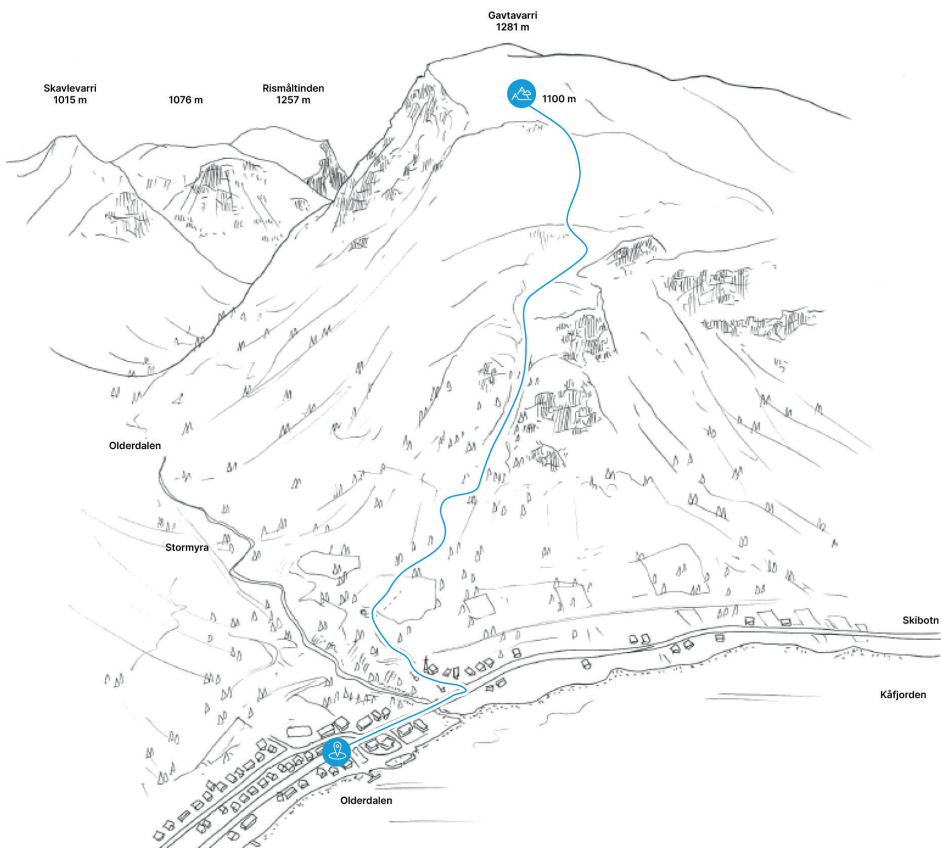 Gavtavarri
1281 m
Skavlevarri
1015 m
1076 m
Rismåltinden
1257 m
1100 m
Olderdalen
Stormyra
Skibotn
Kåfjorden
Olderdalen